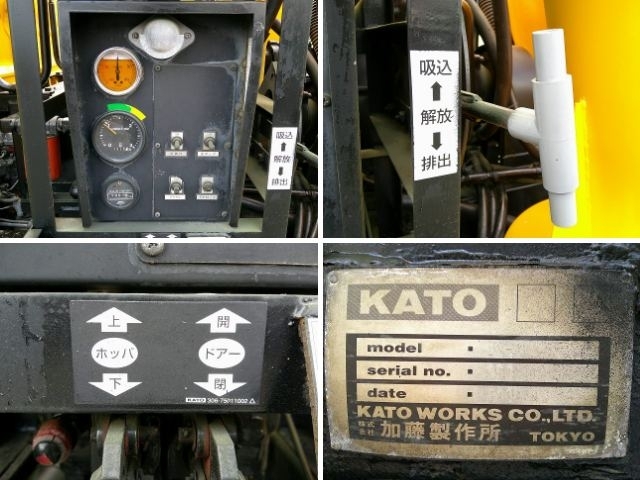 吸込
解放
排出
吸込
解放
排出
上
ホッパ
下
開
ドアー
閉
KATO
KATO
model
serial no.
date
KATO WORKS CO.,LTD.
株式会社 加藤製作所 TOKYO